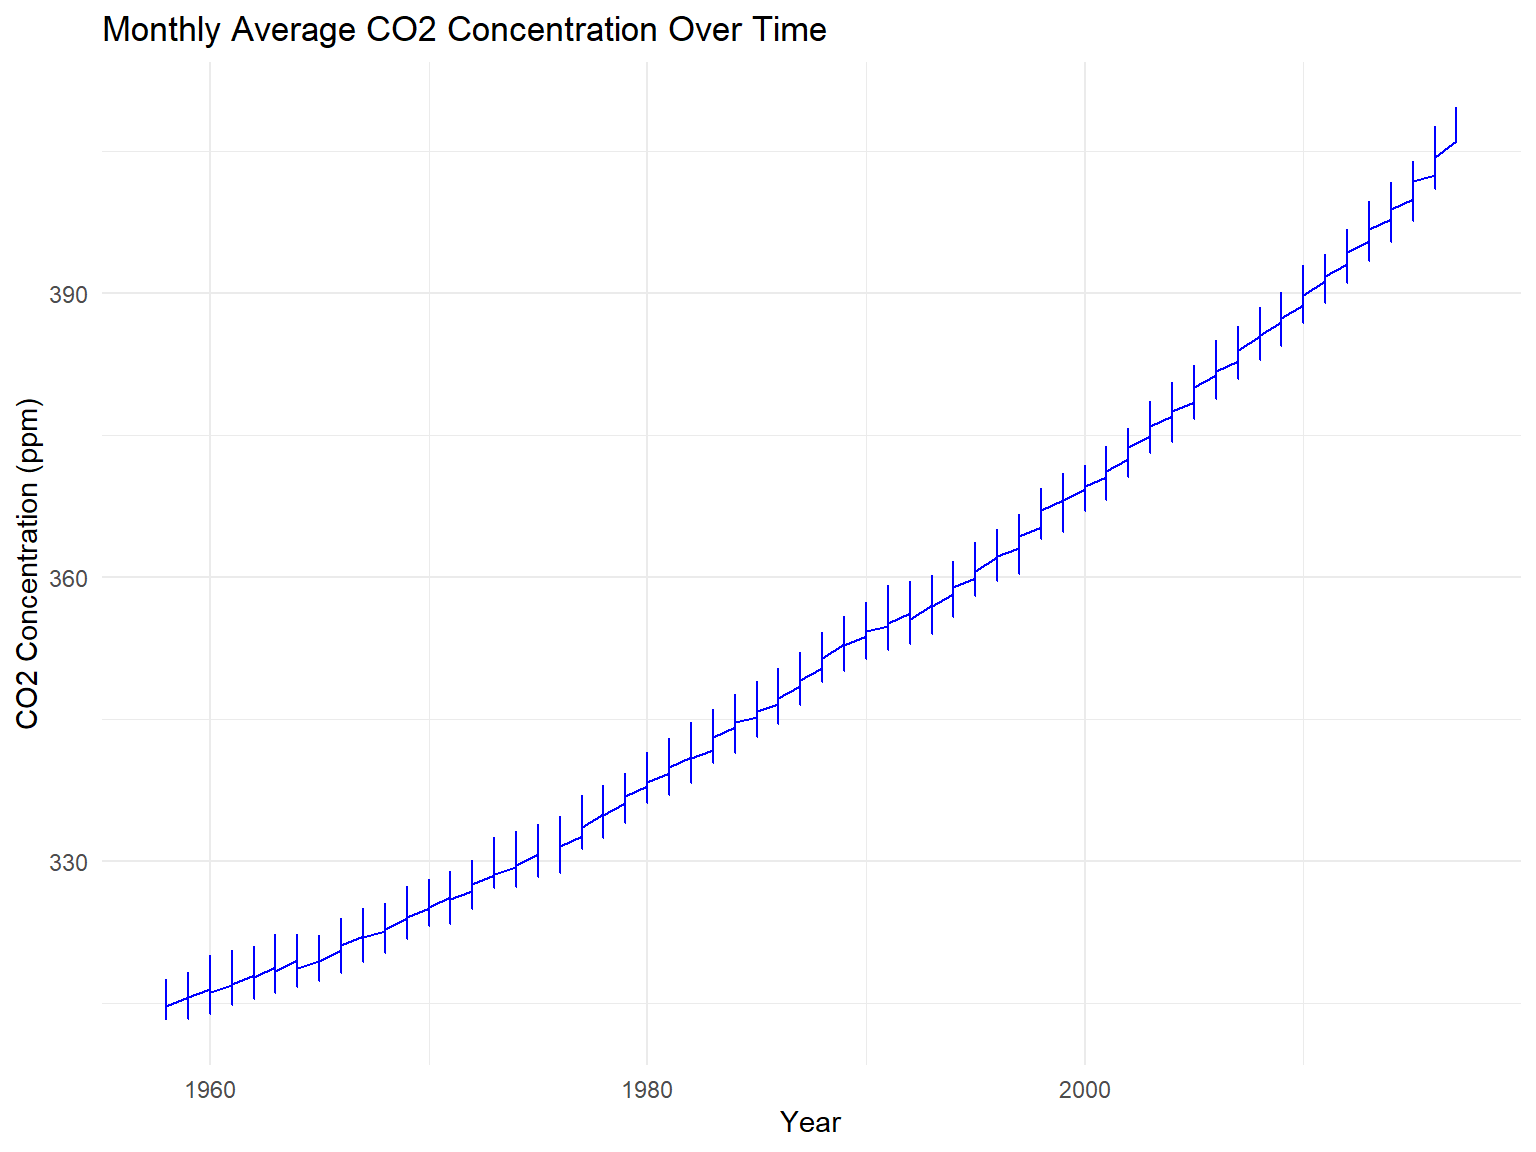 Monthly Average CO2 Concentration Over Time
CO2 Concentration (ppm)
390
360
330
1960
1980
2000
Year